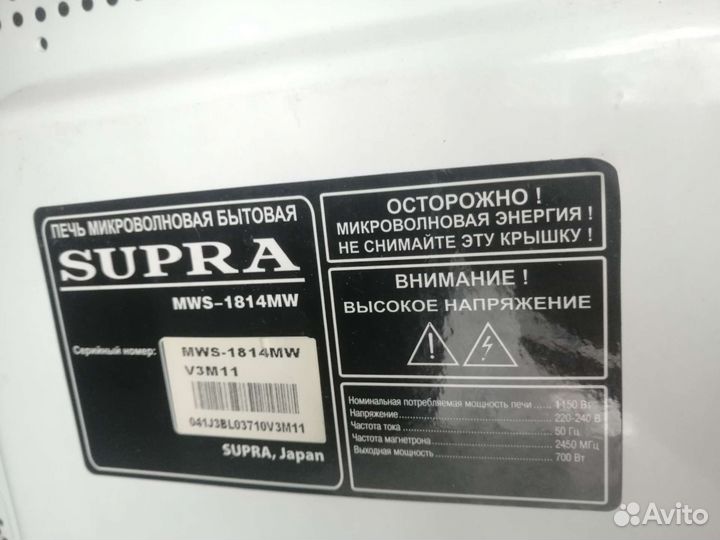 ПЕЧЬ МИКРОВОЛНОВАЯ БЫТОВАЯ
SUPRA
MWS-1814MW
Серийный номер:
MWS-1814MW
V3M11
041J3BL03710V3M11
SUPRA, Japan
ОСТОРОЖНО !
МИКРОВОЛНОВАЯ ЭНЕРГИЯ !
НЕ СНИМАЙТЕ ЭТУ КРЫШКУ !
ВНИМАНИЕ !
ВЫСОКОЕ НАПРЯЖЕНИЕ
Номинальная потребляемая мощность печи ..... 1150 Вт
Напряжение ..... 220-240 В
Частота тока ..... 50 Гц
Частота магнетрона ..... 2450 МГц
Выходная мощность ..... 700 Вт
Avito